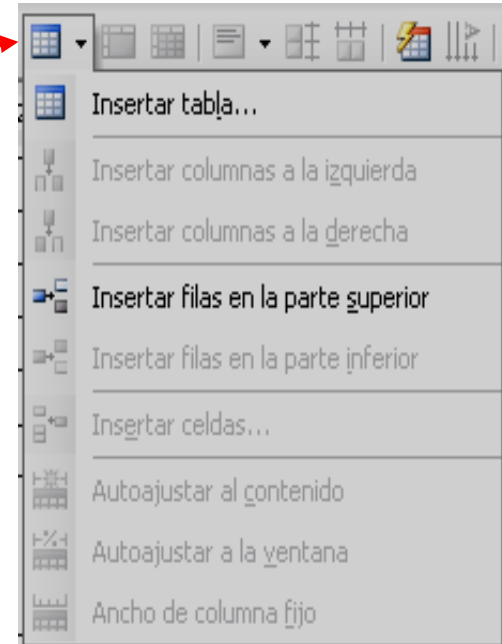 Insertar tabla...
Insertar columnas a la izquierda
Insertar columnas a la derecha
Insertar filas en la parte superior
Insertar filas en la parte inferior
Insertar celdas...
Autoajustar al contenido
Autoajustar a la ventana
Ancho de columna fijo